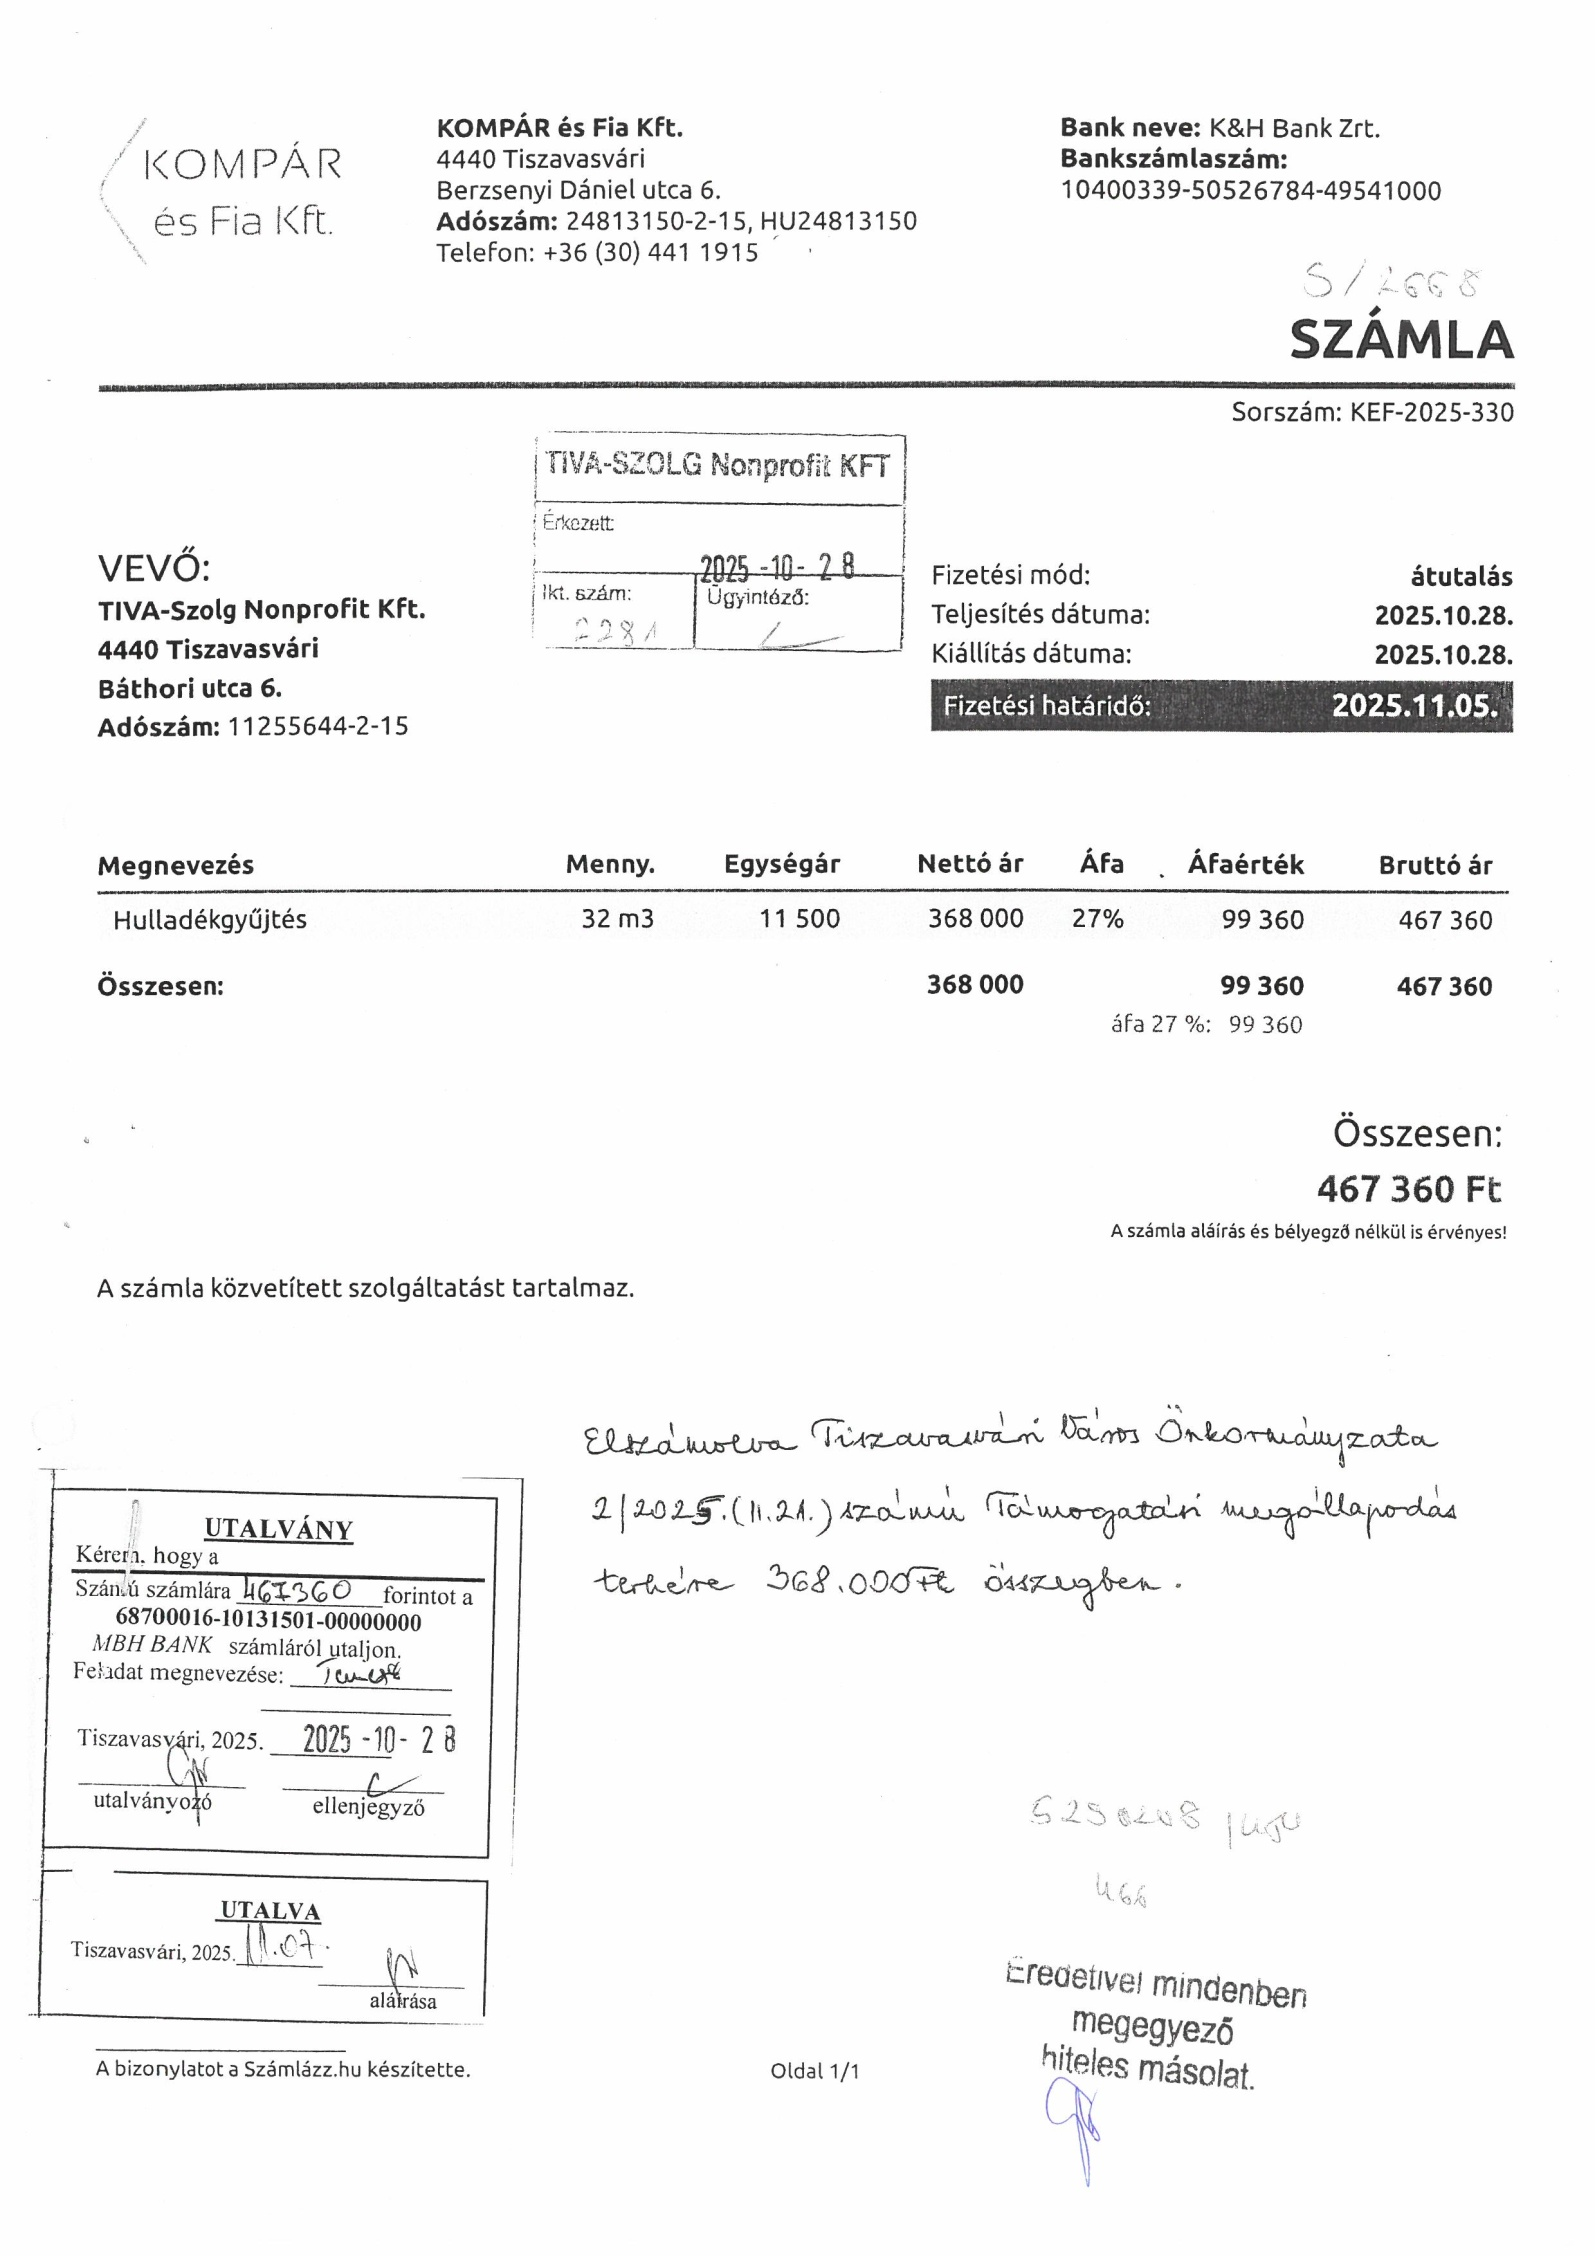 KOMPÁR
és Fia Kft.
KOMPÁR és Fia Kft.
4440 Tiszavasvári
Berzsenyi Dániel utca 6.
Adószám: 24813150-2-15, HU24813150
Telefon: +36 (30) 441 1915
Bank neve: K&H Bank Zrt.
Bankszámlaszám:
10400339-50526784-49541000
S/2668
SZÁMLA
Sorszám: KEF-2025-330
TIVA-SZOLG Nonprofit KFT
Érkezett:
2025 -10- 28
Ikt. szám:
2281
Ügyintéző:
VEVŐ:
TIVA-Szolg Nonprofit Kft.
4440 Tiszavasvári
Báthori utca 6.
Adószám: 11255644-2-15
Fizetési mód: átutalás
Teljesítés dátuma: 2025.10.28.
Kiállítás dátuma: 2025.10.28.
Fizetési határidő: 2025.11.05.
Megnevezés Menny. Egységár Nettó ár Áfa Áfaérték Bruttó ár
Hulladékgyűjtés 32 m3 11 500 368 000 27% 99 360 467 360
Összesen: 368 000 99 360 467 360
áfa 27 %: 99 360
Összesen:
467 360 Ft
A számla aláírás és bélyegző nélkül is érvényes!
A számla közvetített szolgáltatást tartalmaz.
Elszámolva Tiszavasvári Város Önkormányzata
2/2025.(II.21.) számú Támogatási megállapodás
terhére 368.000Ft összegben.
UTALVÁNY
Kérem, hogy a
Számú számlára 467360 forintot a
68700016-10131501-00000000
MBH BANK számláról utaljon.
Feladat megnevezése:
Tiszavasvári, 2025. 2025 -10- 28
utalványozó
ellenjegyző
466
UTALVA
Tiszavasvári, 2025. 11.07.
aláírása
Eredetivel mindenben
megegyező
hiteles másolat.
A bizonylatot a Számlázz.hu készítette.
Oldal 1/1